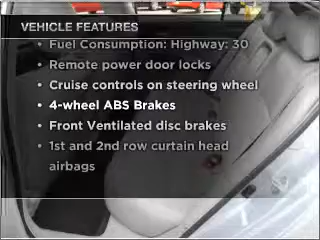 VEHICLE FEATURES
• Fuel Consumption: Highway: 30
• Remote power door locks
• Cruise controls on steering wheel
• 4-wheel ABS Brakes
• Front Ventilated disc brakes
• 1st and 2nd row curtain head
airbags